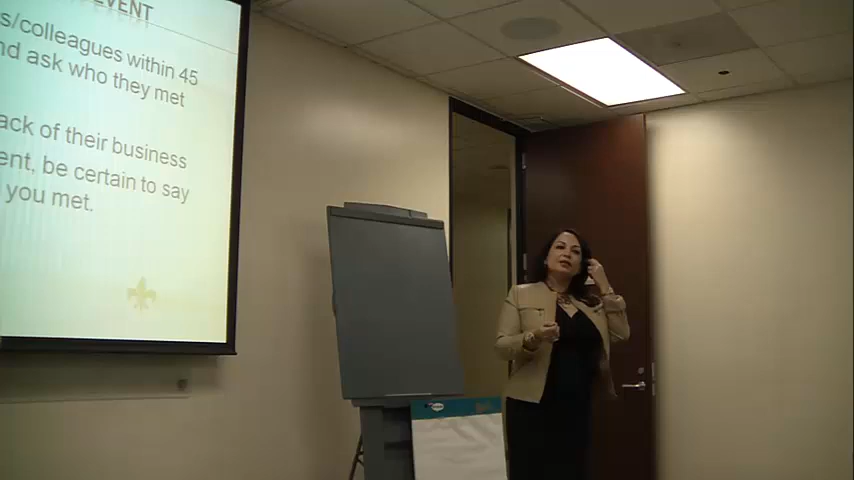 EVENT
s/colleagues within 45
nd ask who they met
ack of their business
ent, be certain to say
you met.